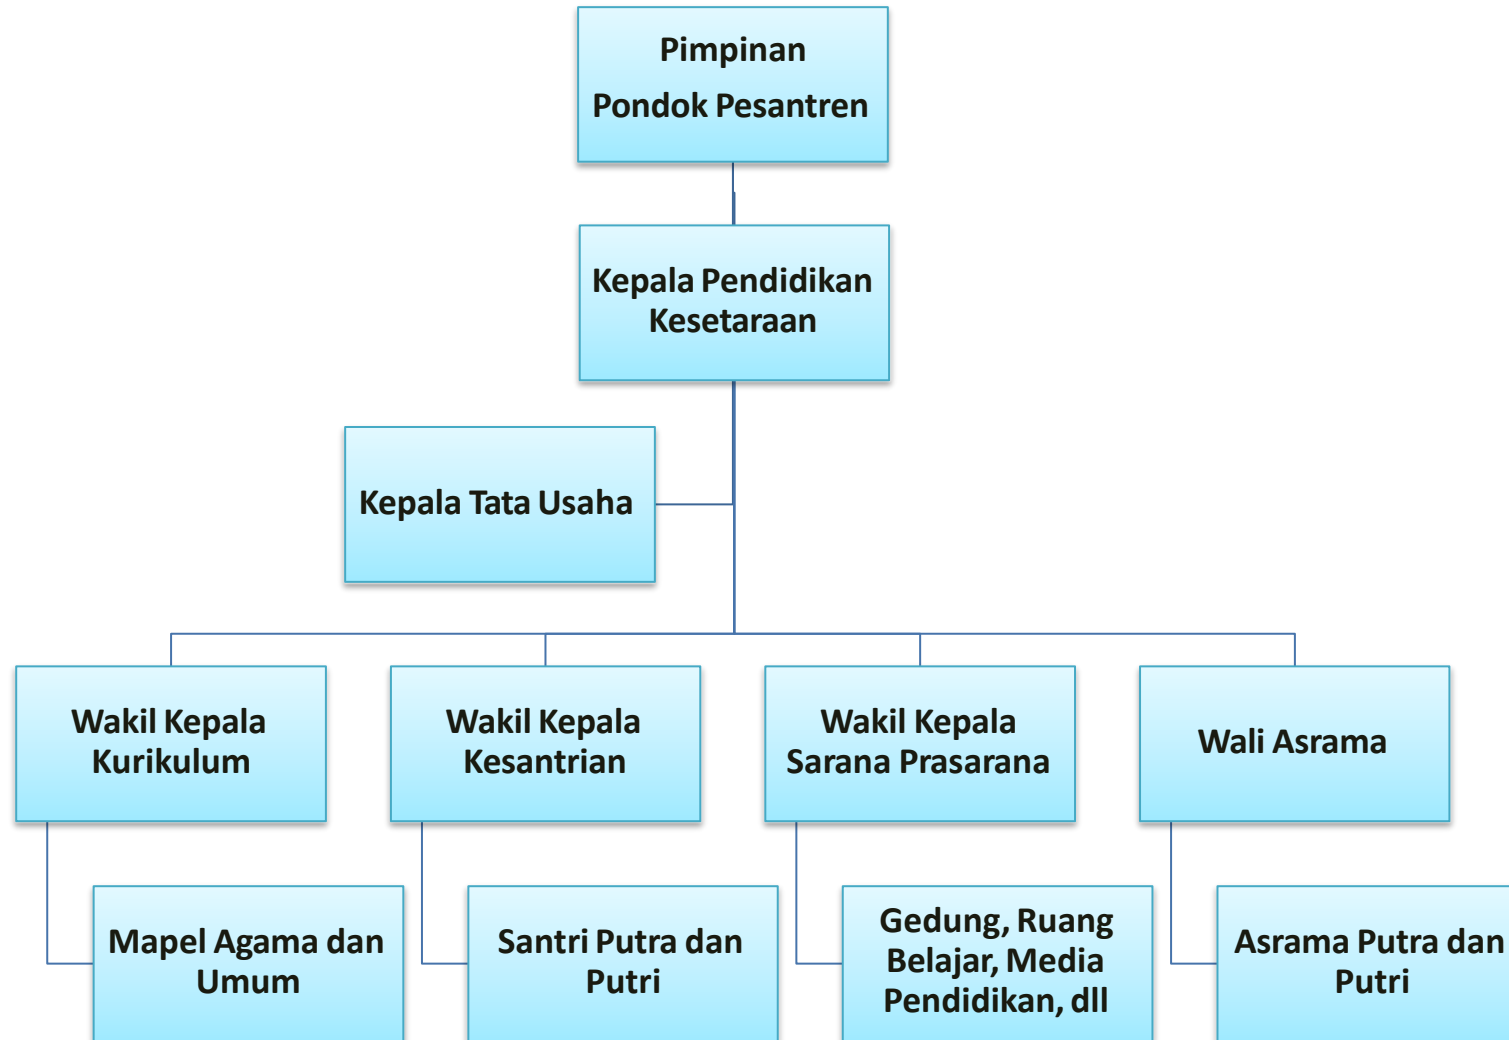 Pimpinan
Pondok Pesantren
Kepala Pendidikan
Kesetaraan
Kepala Tata Usaha
Wakil Kepala
Kurikulum
Wakil Kepala
Kesantrian
Wakil Kepala
Sarana Prasarana
Wali Asrama
Mapel Agama dan
Umum
Santri Putra dan
Putri
Gedung, Ruang
Belajar, Media
Pendidikan, dll
Asrama Putra dan
Putri